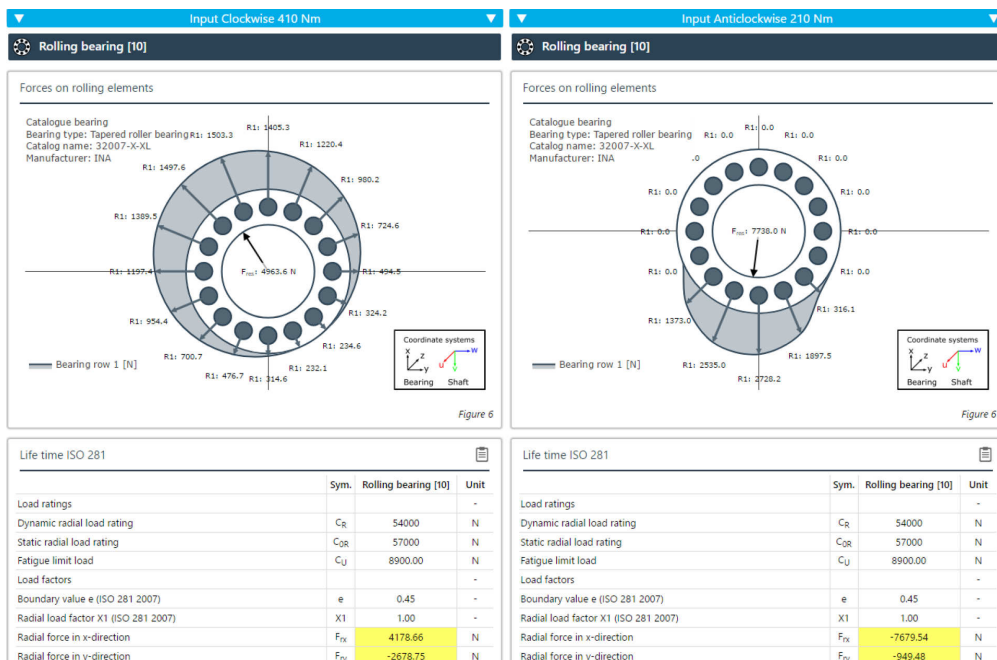 Input Clockwise 410 Nm
Rolling bearing [10]
Forces on rolling elements
Catalogue bearing
Bearing type: Tapered roller bearing
Catalog name: 32007-X-XL
Manufacturer: INA
R1: 1405.3
R1: 1503.3
R1: 1220.4
R1: 1497.6
R1: 980.2
R1: 1389.5
R1: 724.6
R1: 1197.4
Fres: 4963.6 N
R1: 494.5
R1: 954.4
R1: 324.2
R1: 700.7
R1: 234.6
R1: 476.7
R1: 314.6
R1: 232.1
Bearing row 1 [N]
Coordinate systems
x
z
y
w
u
v
Bearing
Shaft
Figure 6
Life time ISO 281
Sym. Rolling bearing [10] Unit
Load ratings -
Dynamic radial load rating CR 54000 N
Static radial load rating C0R 57000 N
Fatigue limit load CU 8900.00 N
Load factors -
Boundary value e (ISO 281 2007) e 0.45 -
Radial load factor X1 (ISO 281 2007) X1 1.00 -
Radial force in x-direction Frx 4178.66 N
Radial force in y-direction Fry -2678.75 N
Input Anticlockwise 210 Nm
Rolling bearing [10]
Forces on rolling elements
Catalogue bearing
Bearing type: Tapered roller bearing
Catalog name: 32007-X-XL
Manufacturer: INA
R1: 0.0
R1: 0.0
R1: 0.0
.0
R1: 0.0
R1: 0.0
R1: 0.0
R1: 0.0
Fres: 7738.0 N
R1: 0.0
R1: 0.0
R1: 0.0
R1: 1373.0
R1: 316.1
R1: 2535.0
R1: 1897.5
R1: 2728.2
Bearing row 1 [N]
Coordinate systems
x
z
y
w
u
v
Bearing
Shaft
Figure 6
Life time ISO 281
Sym. Rolling bearing [10] Unit
Load ratings -
Dynamic radial load rating CR 54000 N
Static radial load rating C0R 57000 N
Fatigue limit load CU 8900.00 N
Load factors -
Boundary value e (ISO 281 2007) e 0.45 -
Radial load factor X1 (ISO 281 2007) X1 1.00 -
Radial force in x-direction Frx -7679.54 N
Radial force in y-direction Fry -949.48 N